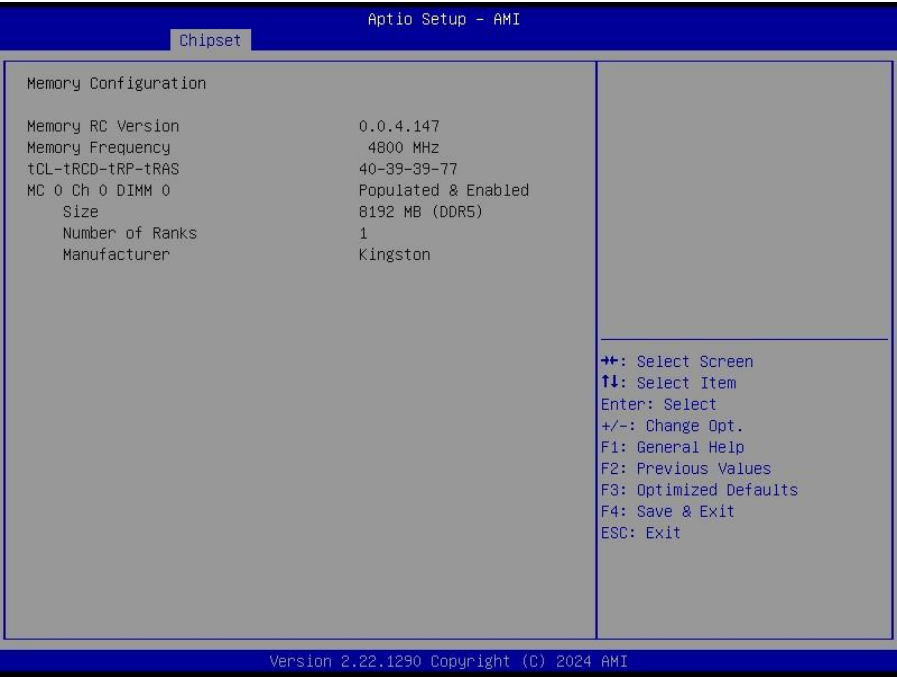 Aptio Setup - AMI
Chipset
Memory Configuration
Memory RC Version 0.0.4.147
Memory Frequency 4800 MHz
tCL-tRCD-tRP-tRAS 40-39-39-77
MC 0 Ch 0 DIMM 0 Populated & Enabled
Size 8192 MB (DDR5)
Number of Ranks 1
Manufacturer Kingston
→←: Select Screen
↑↓: Select Item
Enter: Select
+/-: Change Opt.
F1: General Help
F2: Previous Values
F3: Optimized Defaults
F4: Save & Exit
ESC: Exit
Version 2.22.1290 Copyright (C) 2024 AMI